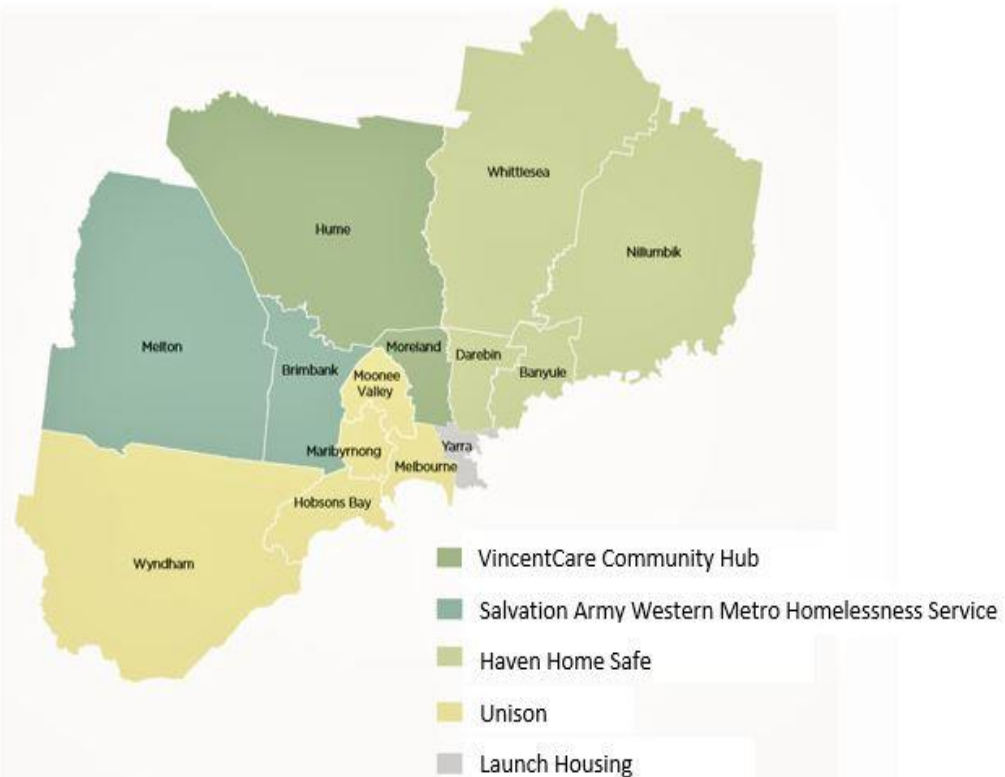 Whittlesea
Hume
Nillumbik
Melton
Moreland
Darebin
Brimbank
Moonee
Valley
Banyule
Maribyrnong
Yarra
Melbourne
Hobsons Bay
Wyndham
VincentCare Community Hub
Salvation Army Western Metro Homelessness Service
Haven Home Safe
Unison
Launch Housing